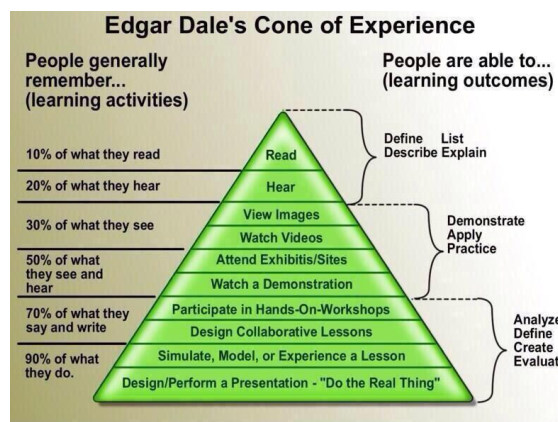 Edgar Dale's Cone of Experience
People generally
remember...
(learning activities)
People are able to...
(learning outcomes)
10% of what they read
20% of what they hear
30% of what they see
50% of what
they see and
hear
70% of what they
say and write
90% of what
they do.
Read
Hear
View Images
Watch Videos
Attend Exhibitis/Sites
Watch a Demonstration
Participate in Hands-On-Workshops
Design Collaborative Lessons
Simulate, Model, or Experience a Lesson
Design/Perform a Presentation - "Do the Real Thing"
Define List
Describe Explain
Demonstrate
Apply
Practice
Analyze
Define
Create
Evaluat